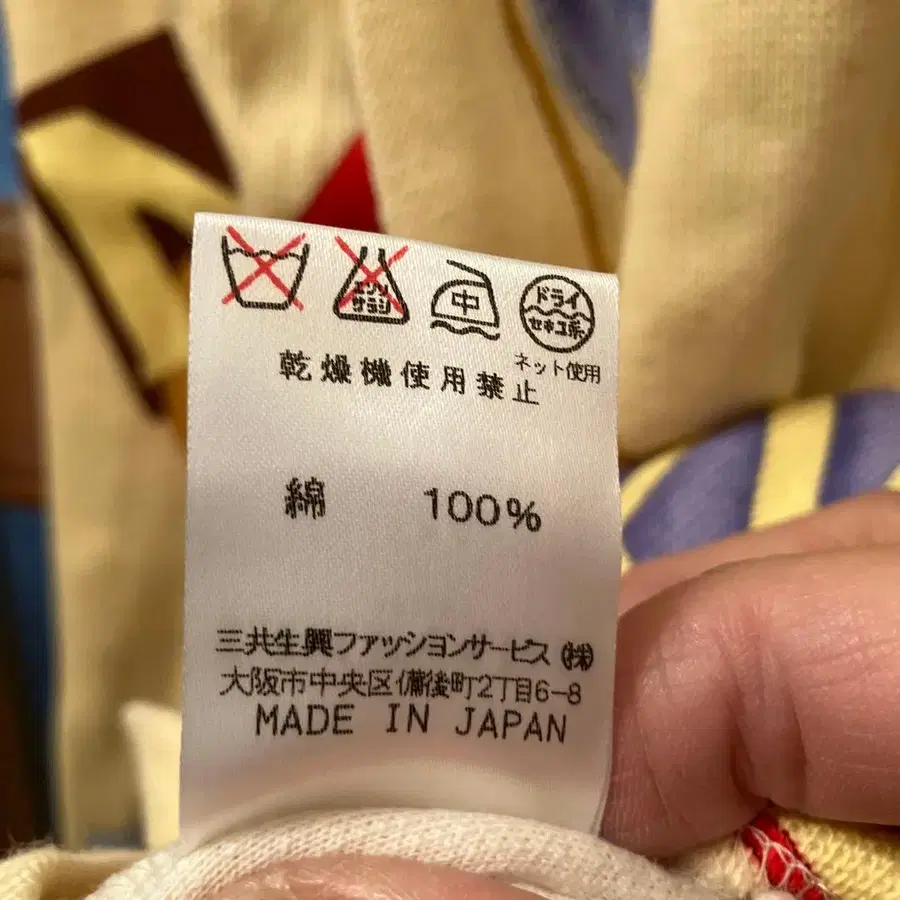 エンソ
サラシ
中
ドライ
セキユ系
ネット使用
乾燥機使用禁止
綿 100%
三共生興ファッションサービス㈱
大阪市中央区備後町2丁目6-8
MADE IN JAPAN